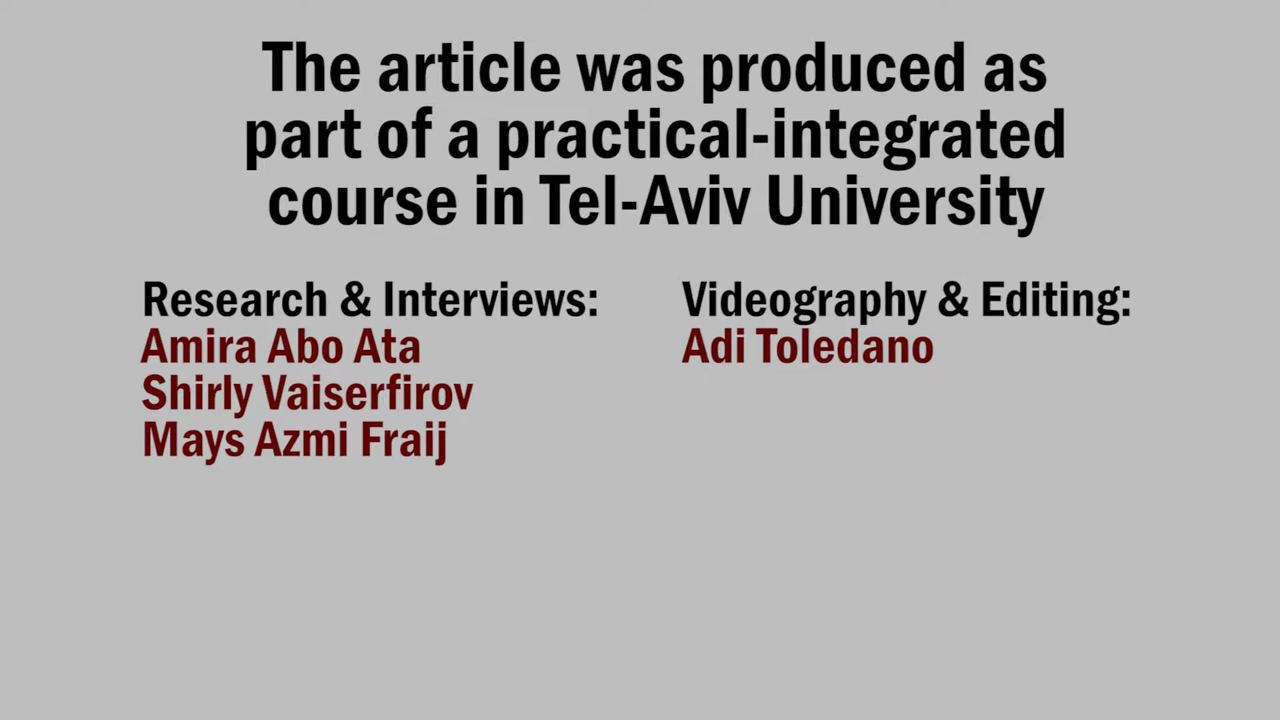 The article was produced as
part of a practical-integrated
course in Tel-Aviv University
Research & Interviews:
Amira Abo Ata
Shirly Vaiserfirov
Mays Azmi Fraij
Videography & Editing:
Adi Toledano